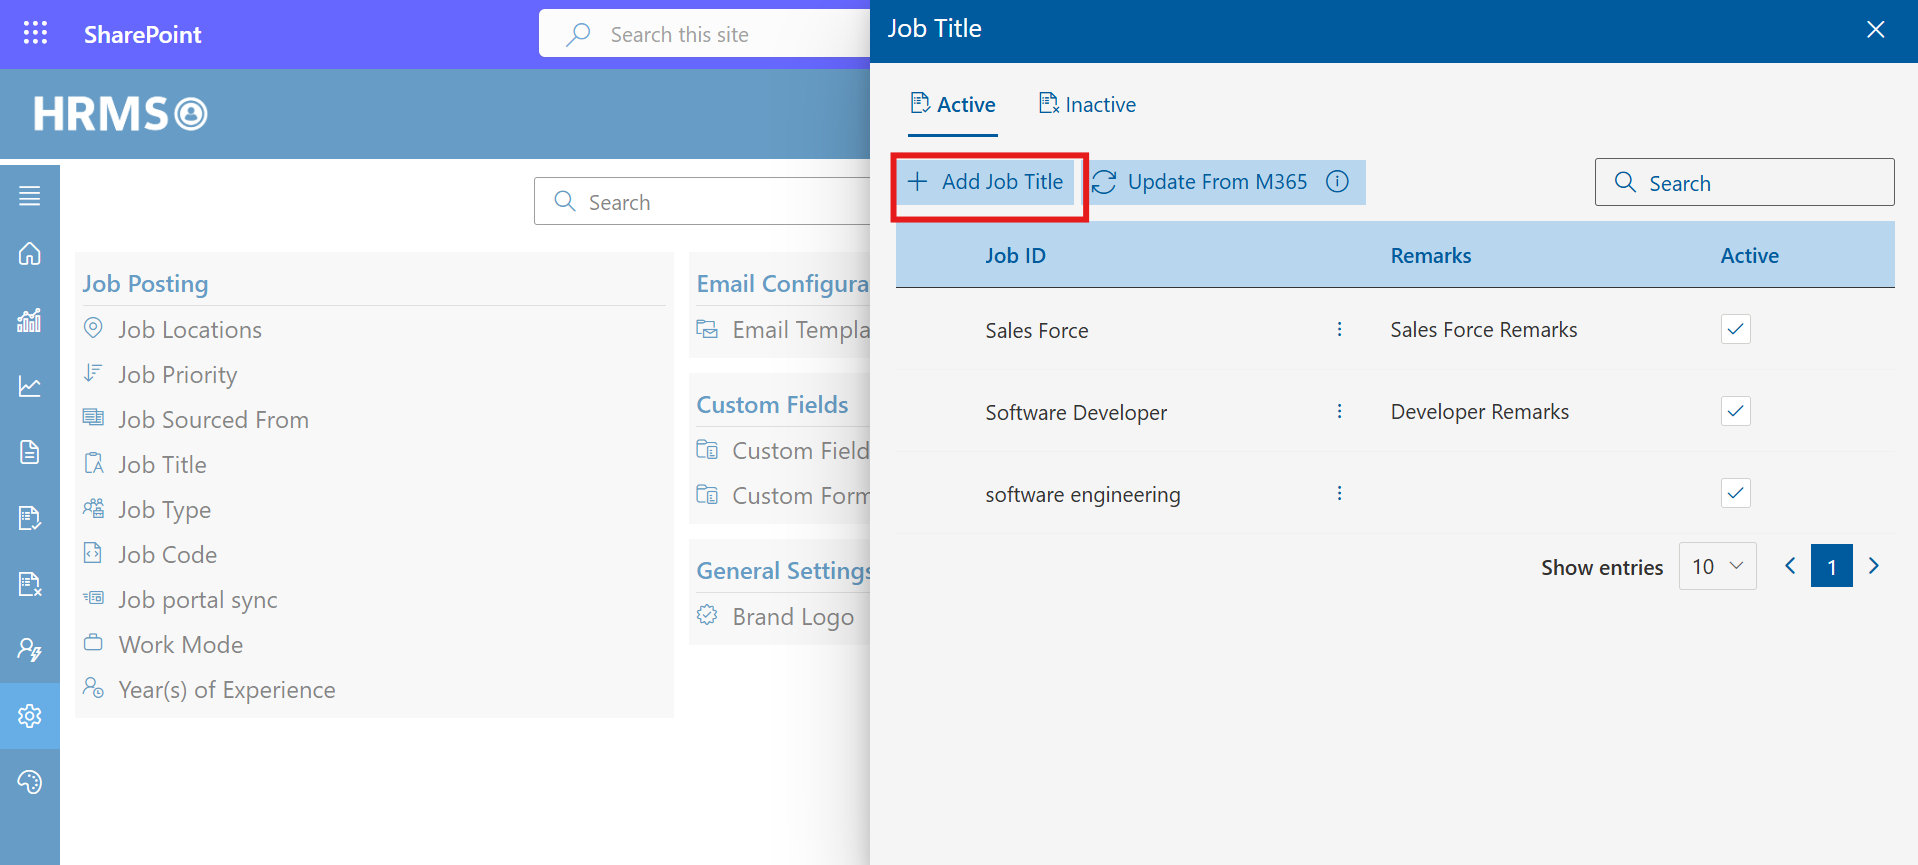 SharePoint
Search this site
HRMS
Search
Job Posting
Job Locations
Job Priority
Job Sourced From
Job Title
Job Type
Job Code
Job portal sync
Work Mode
Year(s) of Experience
Email Configura
Email Templa
Custom Fields
Custom Field
Custom Form
General Settings
Brand Logo
Job Title
Active Inactive
Add Job Title Update From M365 Search
Job ID Remarks Active
Sales Force Sales Force Remarks
Software Developer Developer Remarks
software engineering
Show entries 10 1